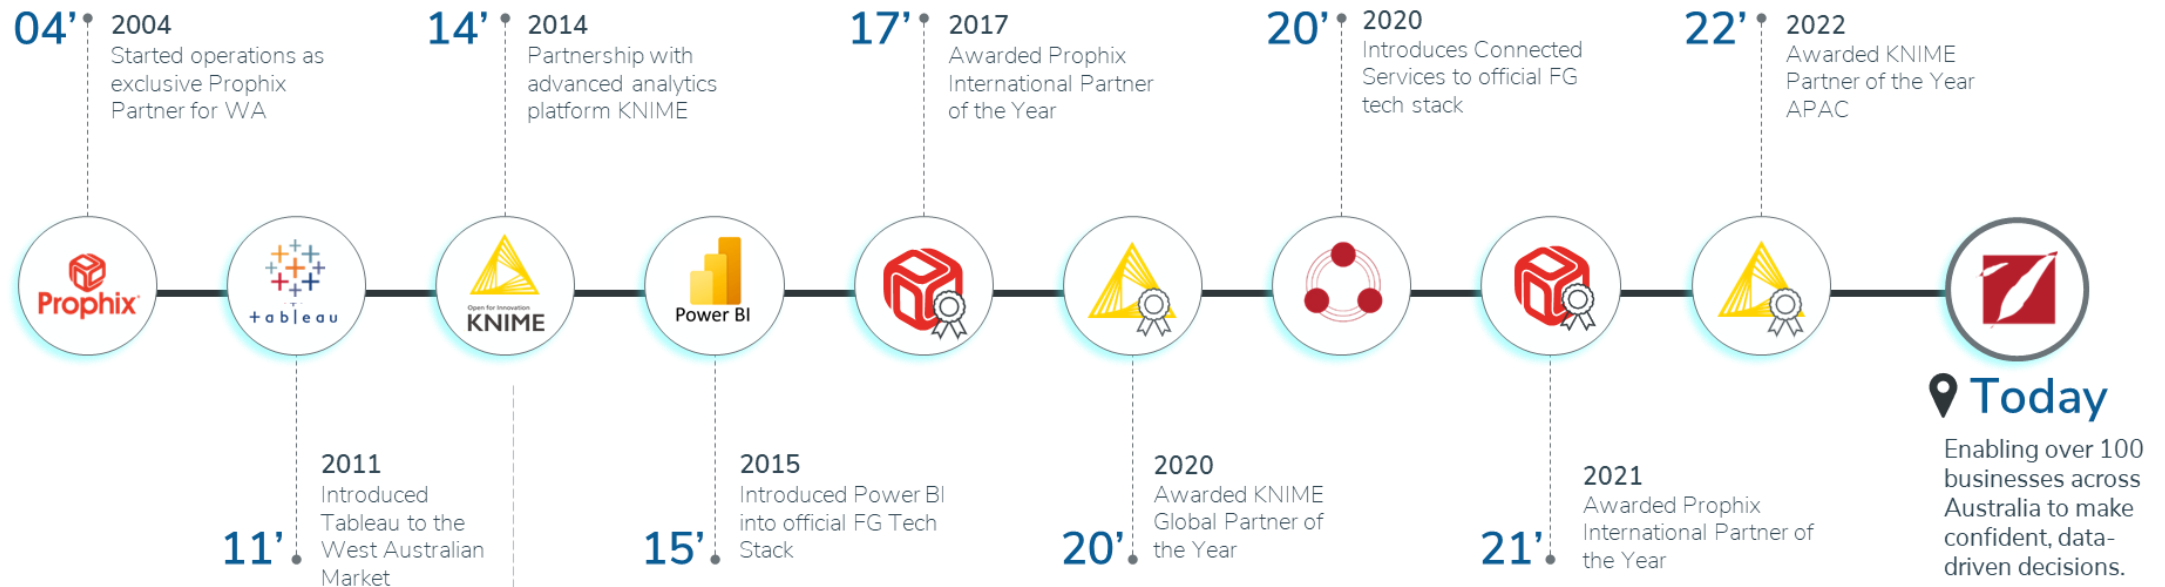 04’
2004
Started operations as
exclusive Prophix
Partner for WA
14’
2014
Partnership with
advanced analytics
platform KNIME
17’
2017
Awarded Prophix
International Partner
of the Year
20’
2020
Introduces Connected
Services to official FG
tech stack
22’
2022
Awarded KNIME
Partner of the Year
APAC
Prophix
+ab|eau
Open for Innovation
KNIME
Power BI
11’
2011
Introduced
Tableau to the
West Australian
Market
15’
2015
Introduced Power BI
into official FG Tech
Stack
20’
2020
Awarded KNIME
Global Partner of
the Year
21’
2021
Awarded Prophix
International Partner of
the Year
Today
Enabling over 100
businesses across
Australia to make
confident, data-
driven decisions.